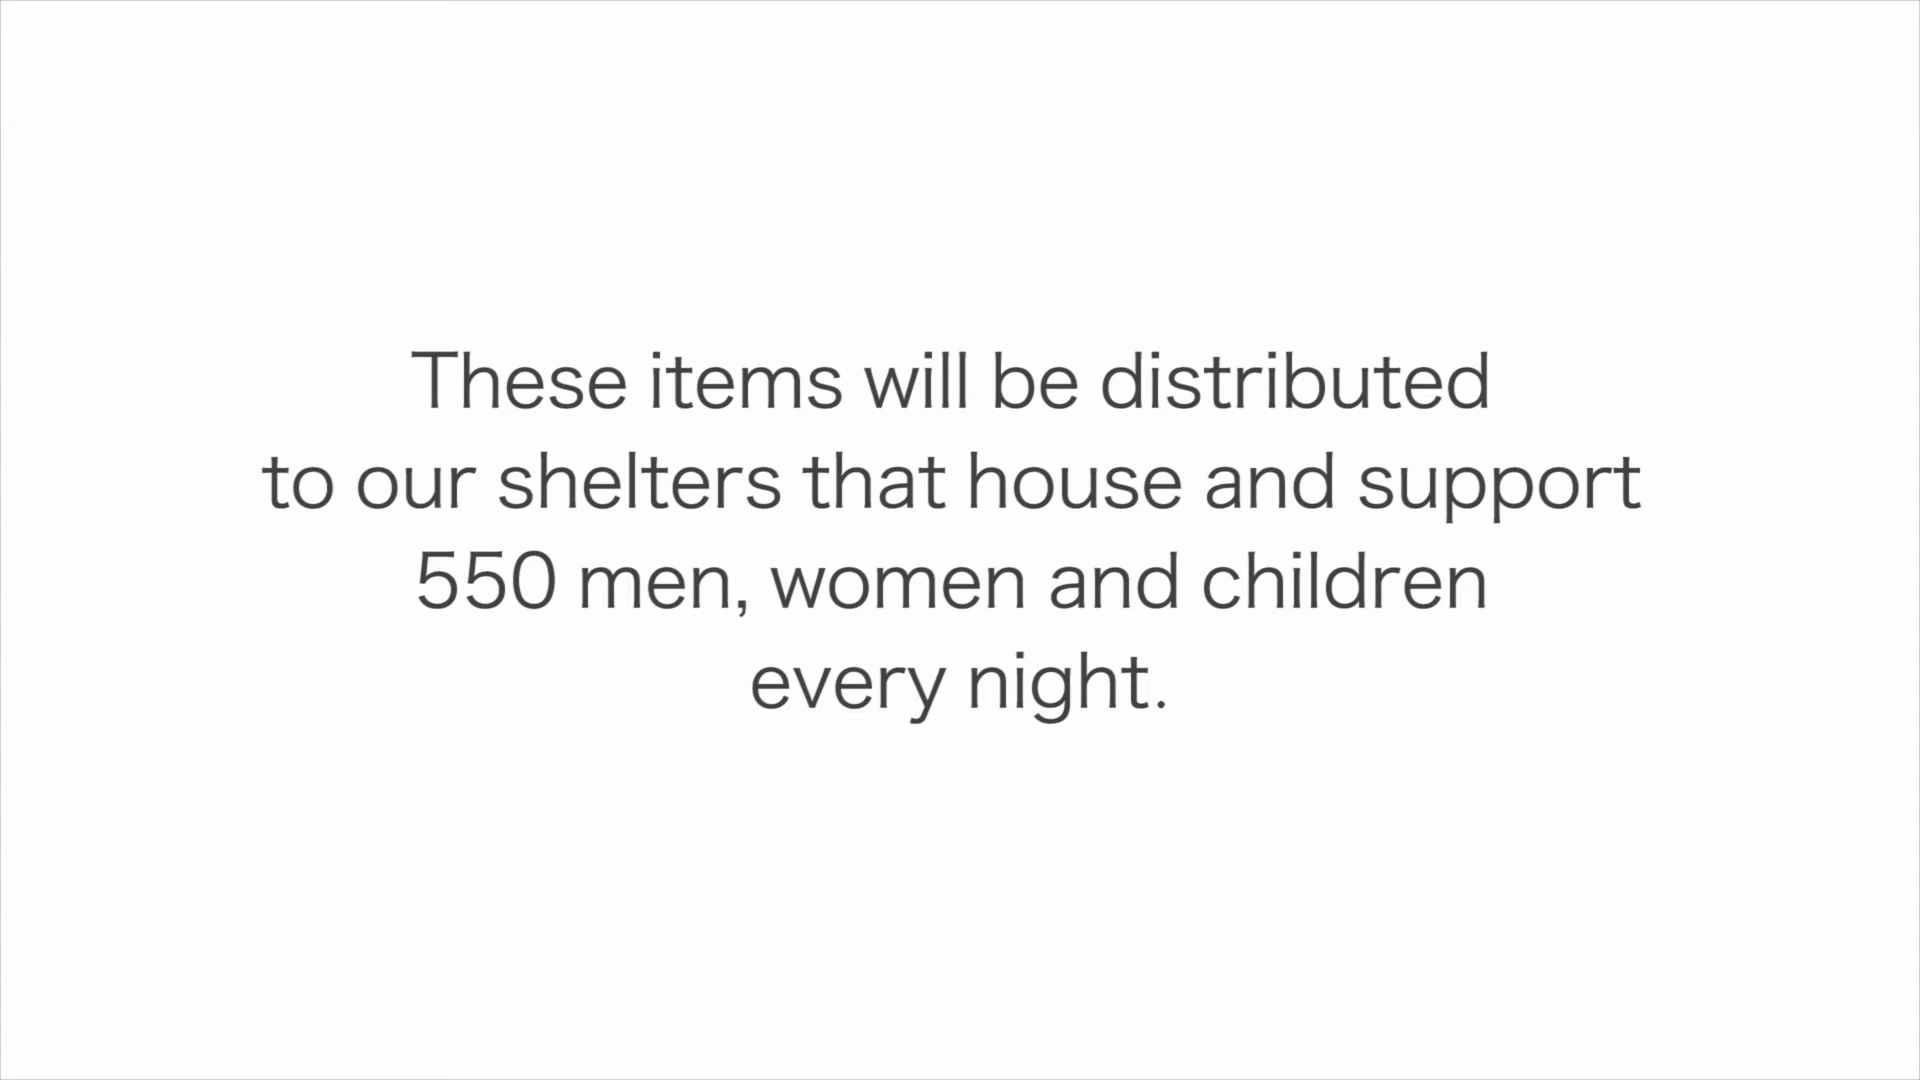 These items will be distributed
to our shelters that house and support
550 men, women and children
every night.